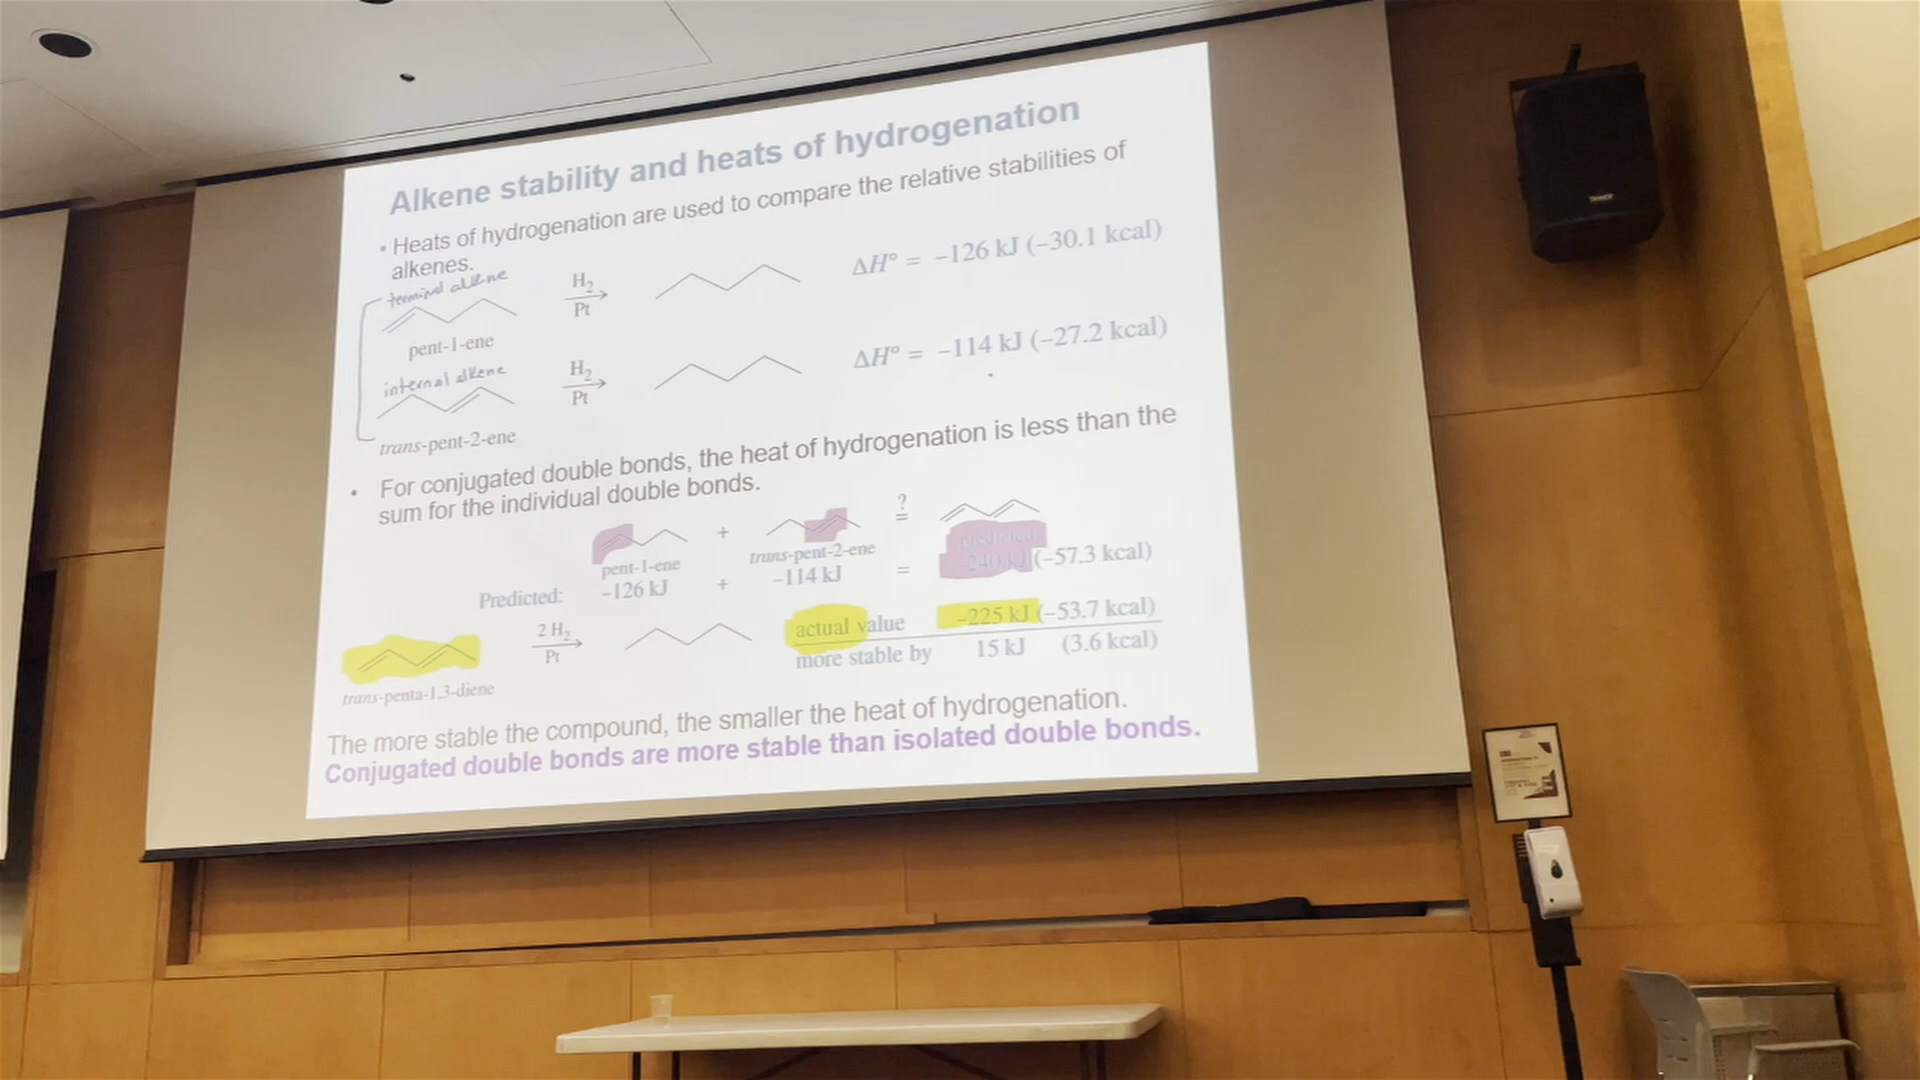 Alkene stability and heats of hydrogenation
• Heats of hydrogenation are used to compare the relative stabilities of
alkenes.
terminal alkene
H₂
Pt
ΔH° = −126 kJ (−30.1 kcal)
pent-1-ene
internal alkene
H₂
Pt
ΔH° = −114 kJ (−27.2 kcal)
trans-pent-2-ene
• For conjugated double bonds, the heat of hydrogenation is less than the
sum for the individual double bonds.
+ ? =
pent-1-ene trans-pent-2-ene predicted
Predicted: −126 kJ + −114 kJ = −240 kJ (−57.3 kcal)
2 H₂
Pt
actual value −225 kJ (−53.7 kcal)
more stable by 15 kJ (3.6 kcal)
trans-penta-1,3-diene
The more stable the compound, the smaller the heat of hydrogenation.
Conjugated double bonds are more stable than isolated double bonds.